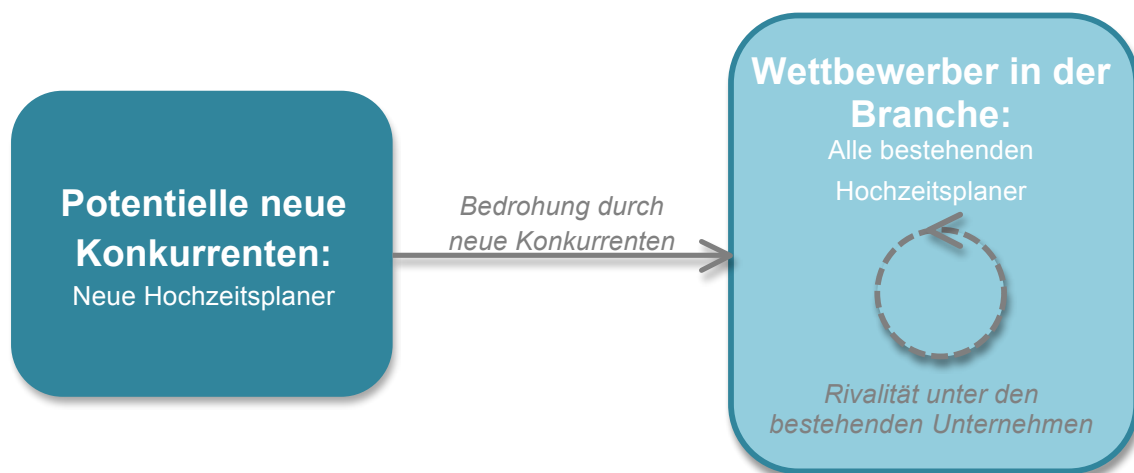 Potentielle neue
Konkurrenten:
Neue Hochzeitsplaner
Bedrohung durch
neue Konkurrenten
Wettbewerber in der
Branche:
Alle bestehenden
Hochzeitsplaner
Rivalität unter den
bestehenden Unternehmen